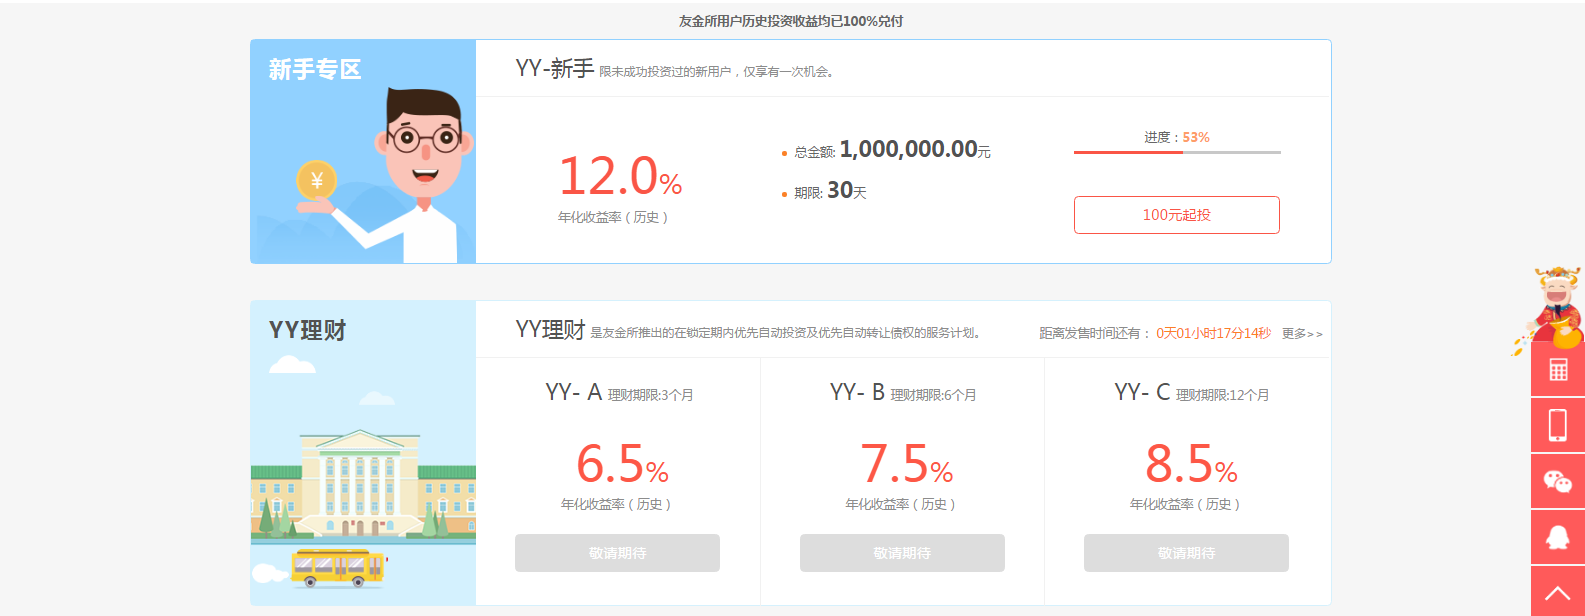 友金所用户历史投资收益均已100%兑付
新手专区
¥
YY-新手 限未成功投资过的新用户，仅享有一次机会。
12.0%
年化收益率（历史）
总金额: 1,000,000.00元
期限: 30天
进度：53%
100元起投
YY理财
YY理财 是友金所推出的在锁定期内优先自动投资及优先自动转让债权的服务计划。
距离发售时间还有： 0天01小时17分14秒 更多>>
YY- A 理财期限:3个月
6.5%
年化收益率（历史）
敬请期待
YY- B 理财期限:6个月
7.5%
年化收益率（历史）
敬请期待
YY- C 理财期限:12个月
8.5%
年化收益率（历史）
敬请期待